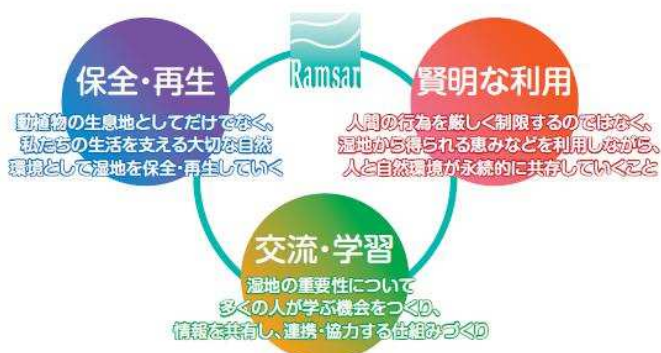 Ramsar
保全・再生
動植物の生息地としてだけでなく、
私たちの生活を支える大切な自然
環境として湿地を保全・再生していく
賢明な利用
人間の行為を厳しく制限するのではなく、
湿地から得られる恵みなどを利用しながら、
人と自然環境が永続的に共存していくこと
交流・学習
湿地の重要性について
多くの人が学ぶ機会をつくり、
情報を共有し、連携・協力する仕組みづくり